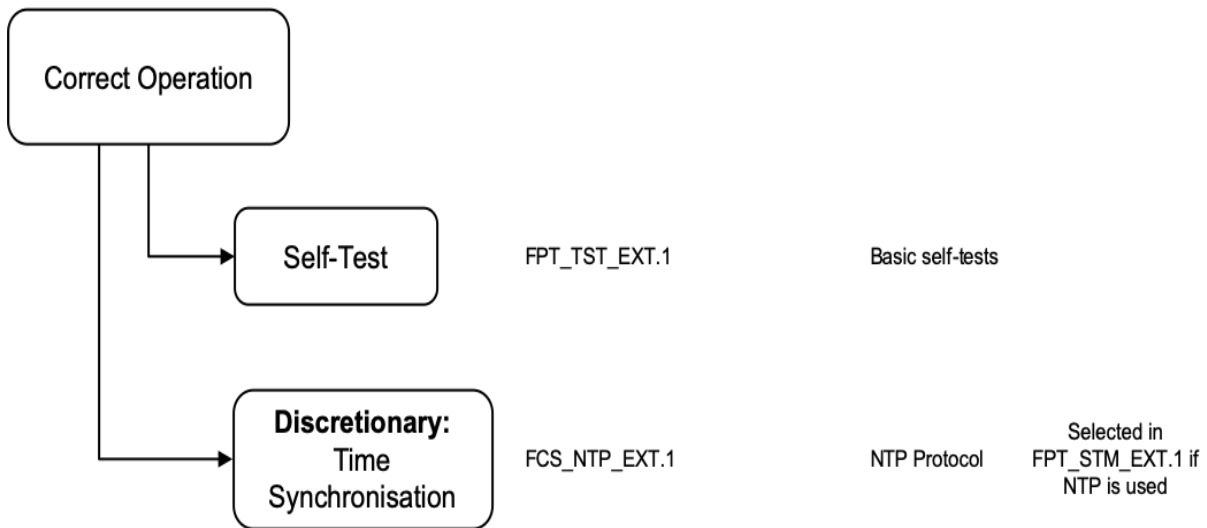 Correct Operation
Self-Test
FPT_TST_EXT.1
Basic self-tests
Discretionary:
Time
Synchronisation
FCS_NTP_EXT.1
NTP Protocol
Selected in
FPT_STM_EXT.1 if
NTP is used